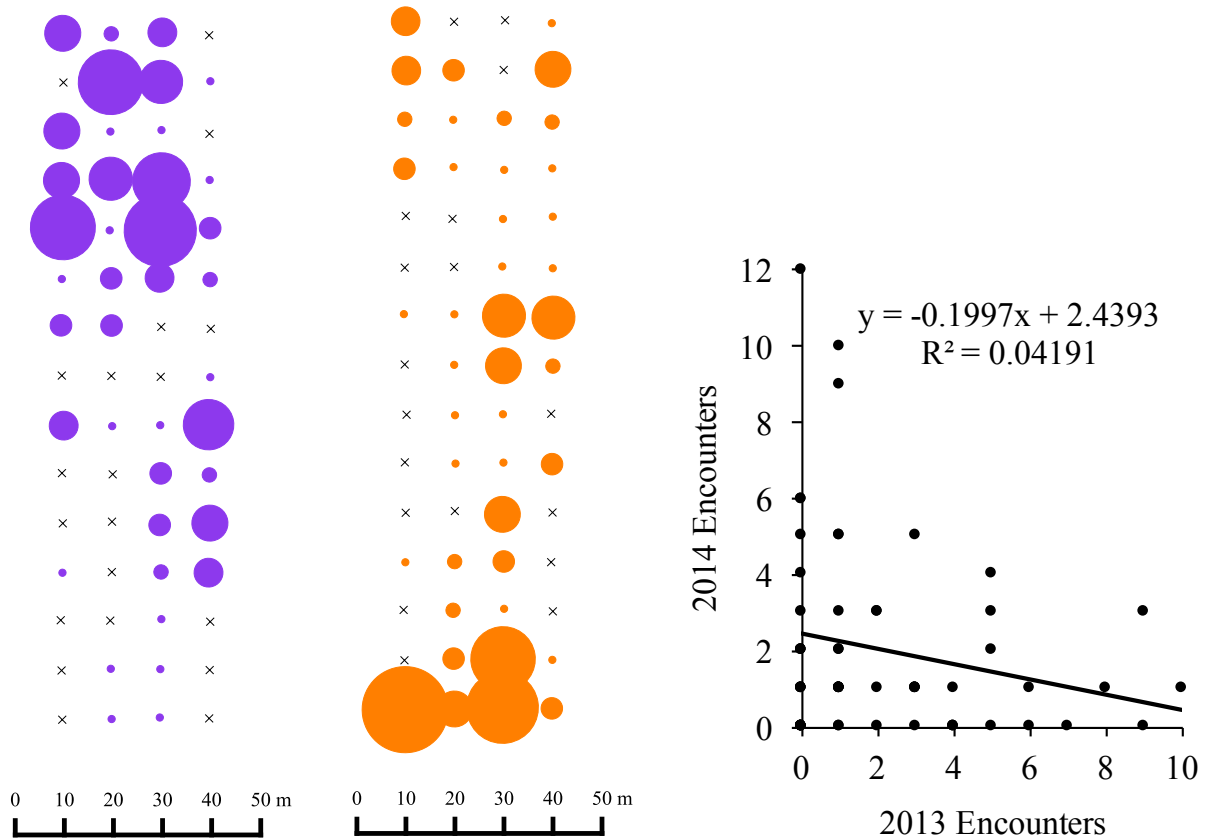 0 10 20 30 40 50 m
0 10 20 30 40 50 m
y = -0.1997x + 2.4393
R² = 0.04191
2014 Encounters
12
10
8
6
4
2
0
0 2 4 6 8 10
2013 Encounters